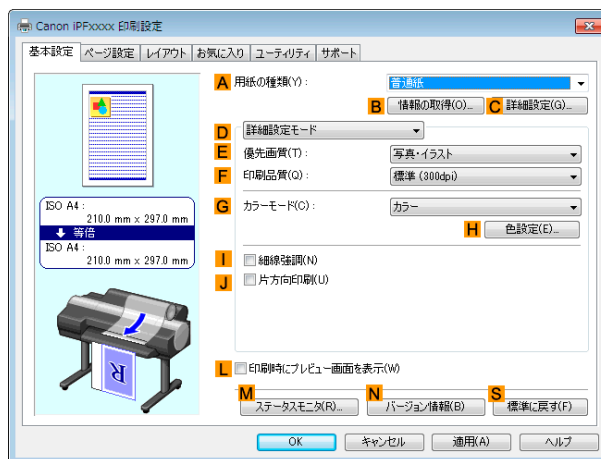 Canon iPFxxxx 印刷設定
基本設定 ページ設定 レイアウト お気に入り ユーティリティ サポート
A 用紙の種類(Y): 普通紙
B 情報の取得(O)... C 詳細設定(G)...
D 詳細設定モード
E 優先画質(T): 写真・イラスト
F 印刷品質(Q): 標準 (300dpi)
G カラーモード(C): カラー
H 色設定(E)...
I 細線強調(N)
J 片方向印刷(U)
ISO A4 :
210.0 mm x 297.0 mm
等倍
ISO A4 :
210.0 mm x 297.0 mm
R
L 印刷時にプレビュー画面を表示(W)
M ステータスモニタ(R)... N バージョン情報(B) S 標準に戻す(F)
OK キャンセル 適用(A) ヘルプ